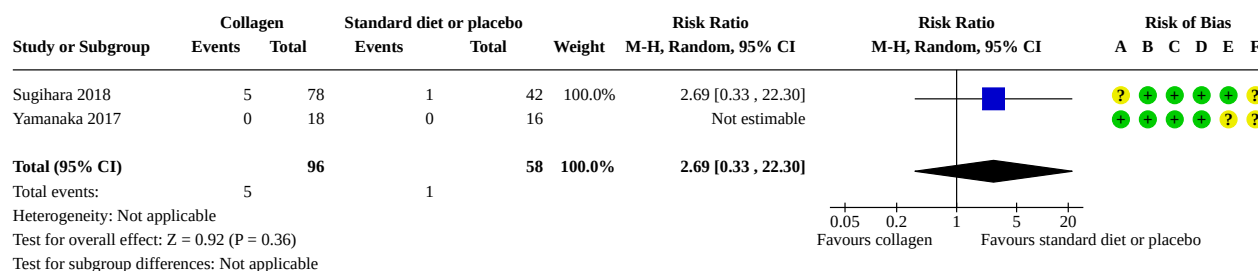 Collagen Standard diet or placebo Risk Ratio Risk Ratio Risk of Bias
Study or Subgroup Events Total Events Total Weight M-H, Random, 95% CI M-H, Random, 95% CI A B C D E F
Sugihara 2018 5 78 1 42 100.0% 2.69 [0.33 , 22.30] ? + + + + ?
Yamanaka 2017 0 18 0 16 Not estimable + + + + ? ?
Total (95% CI) 96 58 100.0% 2.69 [0.33 , 22.30]
Total events: 5 1
Heterogeneity: Not applicable
0.05 0.2 1 5 20
Test for overall effect: Z = 0.92 (P = 0.36) Favours collagen Favours standard diet or placebo
Test for subgroup differences: Not applicable